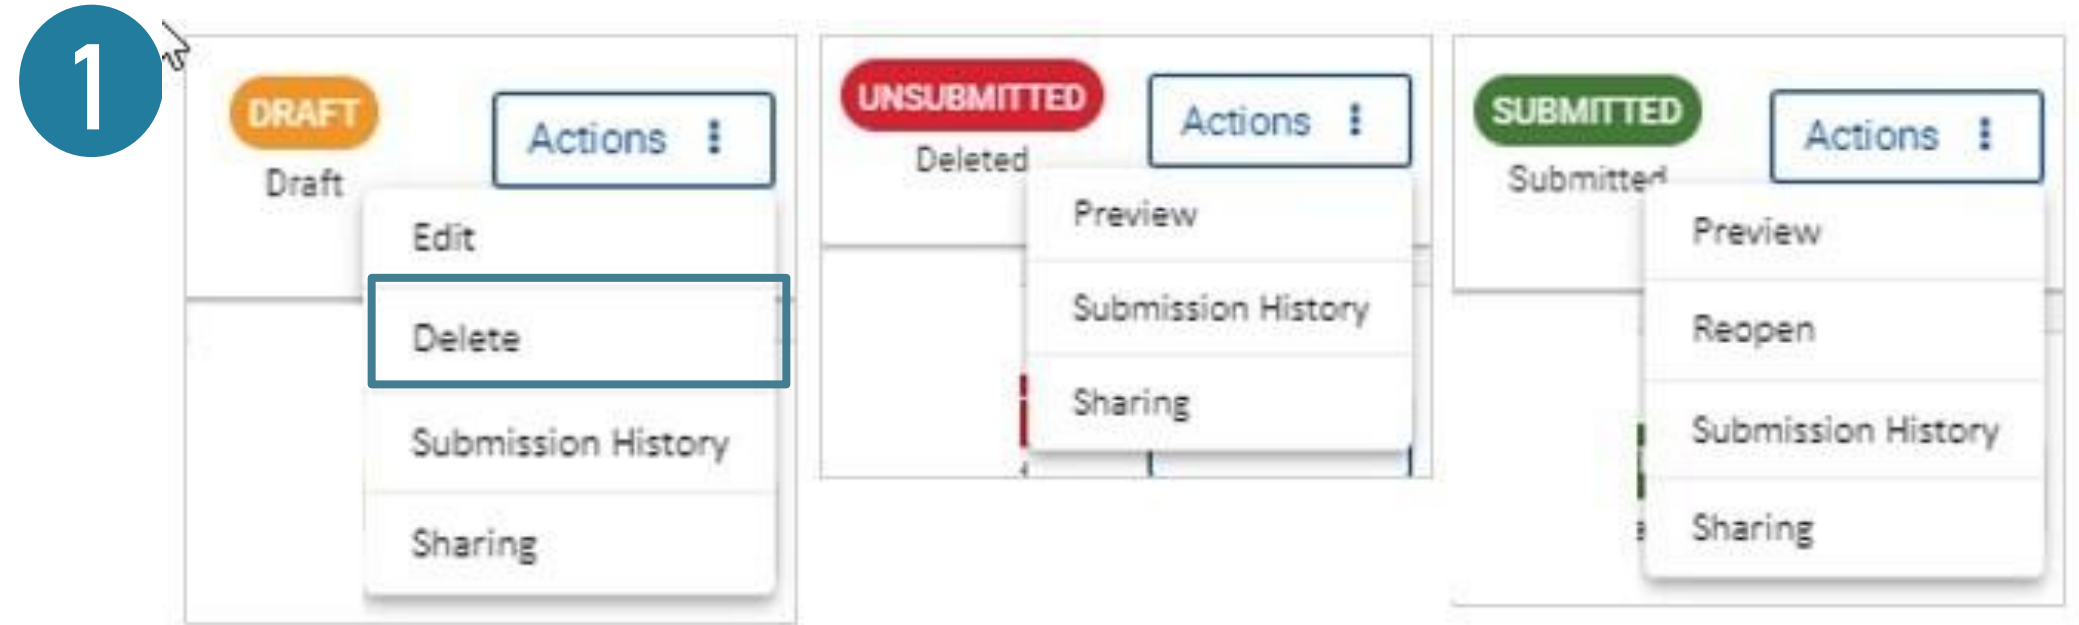 1
DRAFT
Draft
Actions
Edit
Delete
Submission History
Sharing
UNSUBMITTED
Deleted
Actions
Preview
Submission History
Sharing
SUBMITTED
Submitted
Actions
Preview
Reopen
Submission History
Sharing